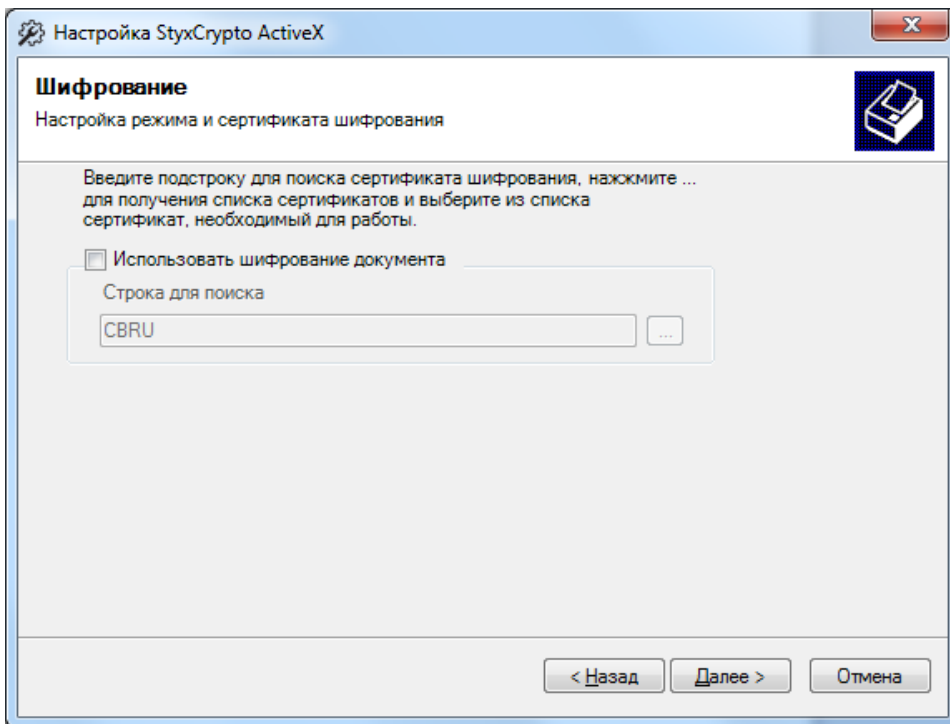 Настройка StyxCrypto ActiveX
Шифрование
Настройка режима и сертификата шифрования
Введите подстроку для поиска сертификата шифрования, нажжмите ...
для получения списка сертификатов и выберите из списка
сертификат, необходимый для работы.
Использовать шифрование документа
Строка для поиска
CBRU
...
< Назад
Далее >
Отмена